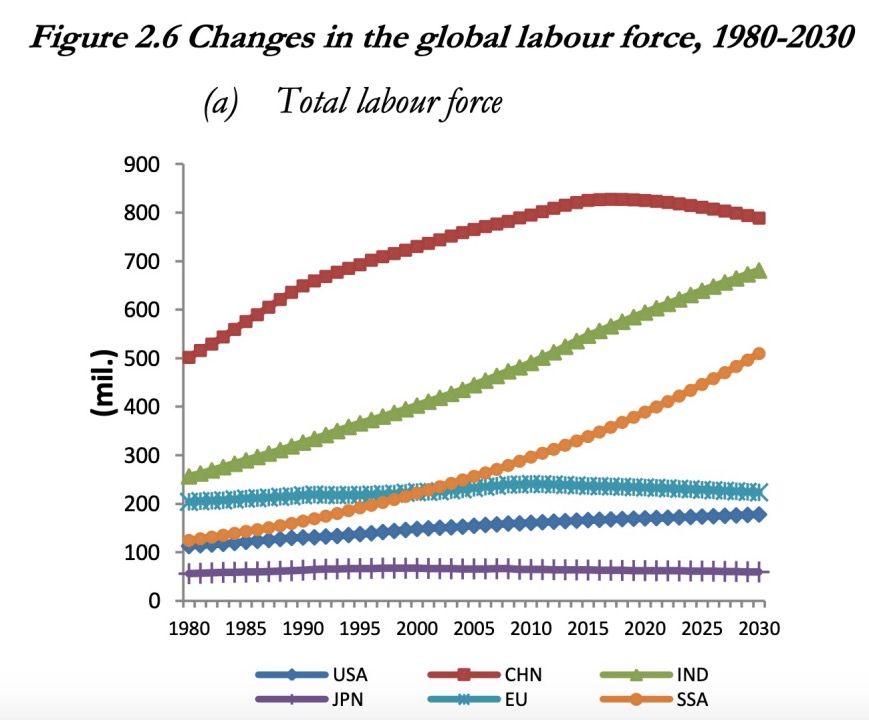 Figure 2.6 Changes in the global labour force, 1980-2030
(a) Total labour force
(mil.)
900
800
700
600
500
400
300
200
100
0
1980 1985 1990 1995 2000 2005 2010 2015 2020 2025 2030
USA CHN IND
JPN EU SSA